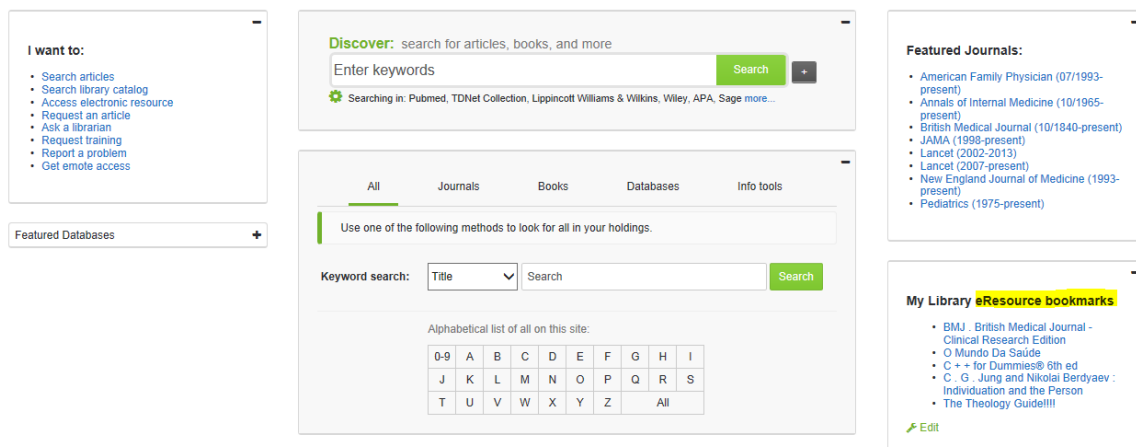 I want to:
Search articles
Search library catalog
Access electronic resource
Request an article
Ask a librarian
Request training
Report a problem
Get emote access
Featured Databases
Discover: search for articles, books, and more
Enter keywords
Search
+
Searching in: Pubmed, TDNet Collection, Lippincott Williams & Wilkins, Wiley, APA, Sage more...
All Journals Books Databases Info tools
Use one of the following methods to look for all in your holdings.
Keyword search: Title Search Search
Alphabetical list of all on this site:
0-9 A B C D E F G H I
J K L M N O P Q R S
T U V W X Y Z All
Featured Journals:
American Family Physician (07/1993-
present)
Annals of Internal Medicine (10/1965-
present)
British Medical Journal (10/1840-present)
JAMA (1998-present)
Lancet (2002-2013)
Lancet (2007-present)
New England Journal of Medicine (1993-
present)
Pediatrics (1975-present)
My Library eResource bookmarks
BMJ . British Medical Journal -
Clinical Research Edition
O Mundo Da Saúde
C + + for Dummies® 6th ed
C . G . Jung and Nikolai Berdyaev :
Individuation and the Person
The Theology Guide!!!!
Edit